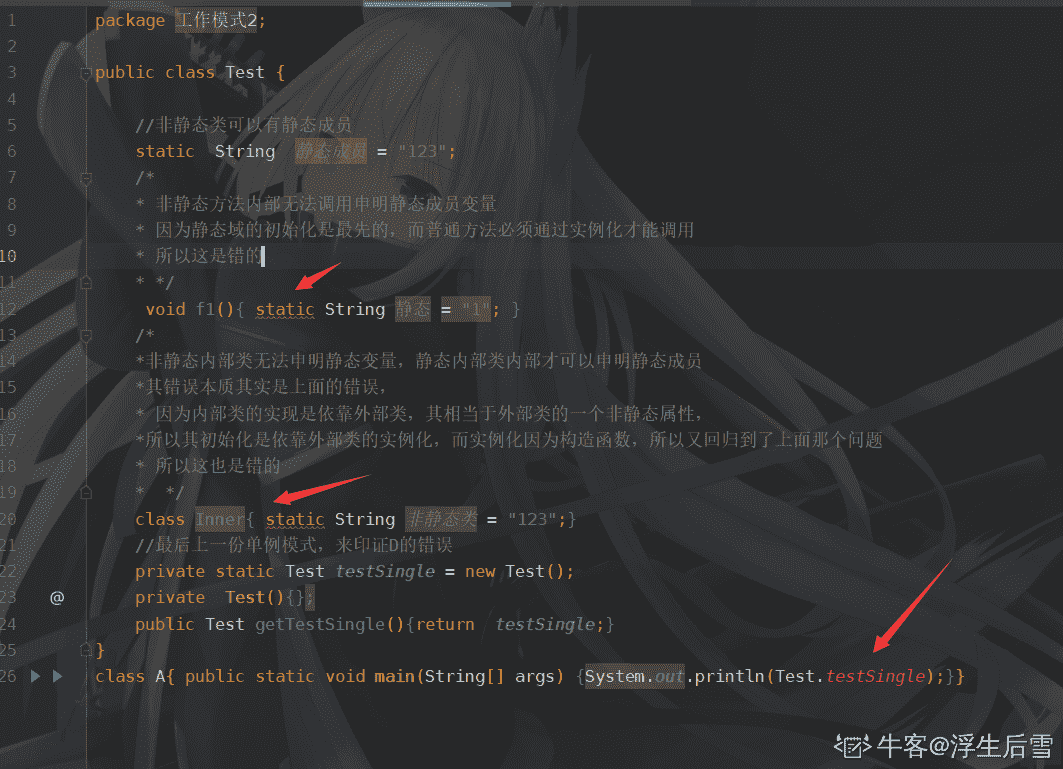 1 package 工作模式2;
2
3 public class Test {
4
5 //非静态类可以有静态成员
6 static String 静态成员 = "123";
7 /*
8 * 非静态方法内部无法调用申明静态成员变量
9 * 因为静态域的初始化是最先的，而普通方法必须通过实例化才能调用
10 * 所以这是错的
11 * */
12 void f1(){ static String 静态 = "1"; }
13 /*
14 *非静态内部类无法申明静态变量，静态内部类内部才可以申明静态成员
15 *其错误本质其实是上面的错误，
16 * 因为内部类的实现是依靠外部类，其相当于外部类的一个非静态属性，
17 *所以其初始化是依靠外部类的实例化，而实例化因为构造函数，所以又回归到了上面那个问题
18 * 所以这也是错的
19 * */
20 class Inner{ static String 非静态类 = "123";}
21 //最后上一份单例模式，来印证D的错误
22 private static Test testSingle = new Test();
23 @ private Test(){};
24 public Test getTestSingle(){return testSingle;}
25 }
26 class A{ public static void main(String[] args) {System.out.println(Test.testSingle);}}
牛客@浮生后雪